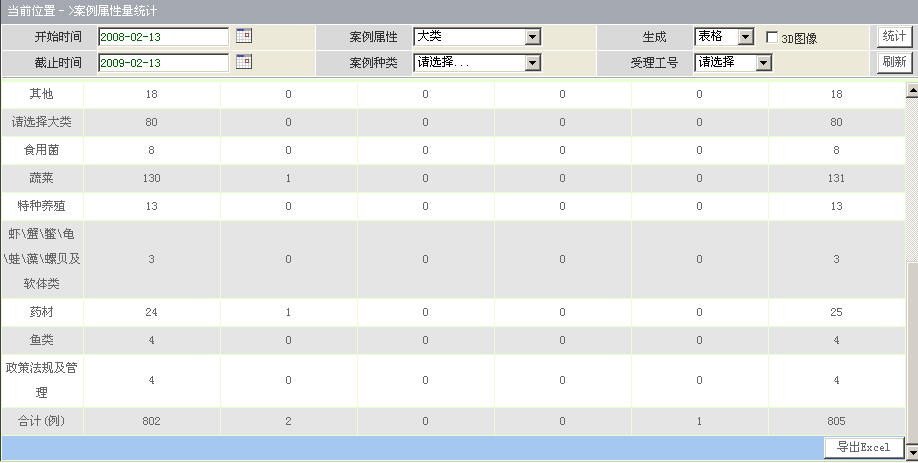 当前位置－>案例属性量统计
开始时间 2008-02-13 案例属性 大类 生成 表格 3D图像 统计
截止时间 2009-02-13 案例种类 请选择... 受理工号 请选择 刷新
其他 18 0 0 0 0 18
请选择大类 80 0 0 0 0 80
食用菌 8 0 0 0 0 8
蔬菜 130 1 0 0 0 131
特种养殖 13 0 0 0 0 13
虾\蟹\鳖\龟
\蛙\藻\螺贝及 3 0 0 0 0 3
软体类
药材 24 1 0 0 0 25
鱼类 4 0 0 0 0 4
政策法规及管
理 4 0 0 0 0 4
合计(例) 802 2 0 0 1 805
导出Excel